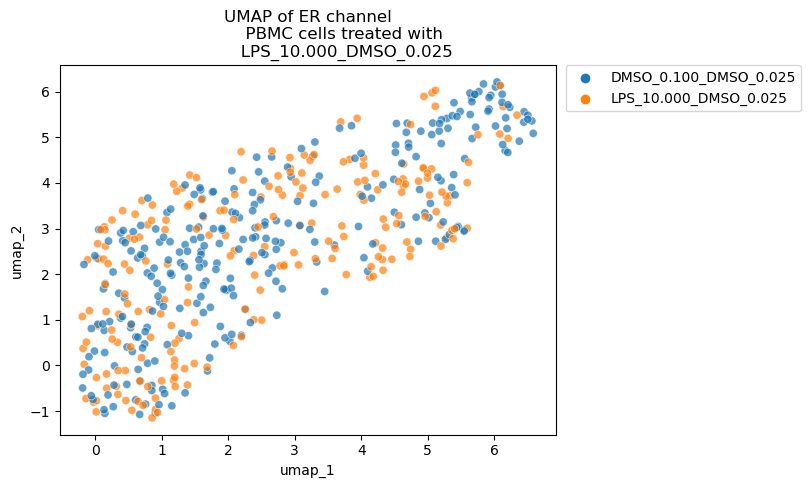 UMAP of ER channel
PBMC cells treated with
LPS_10.000_DMSO_0.025
DMSO_0.100_DMSO_0.025
LPS_10.000_DMSO_0.025
umap_2
6
5
4
3
2
1
0
−1
0 1 2 3 4 5 6
umap_1